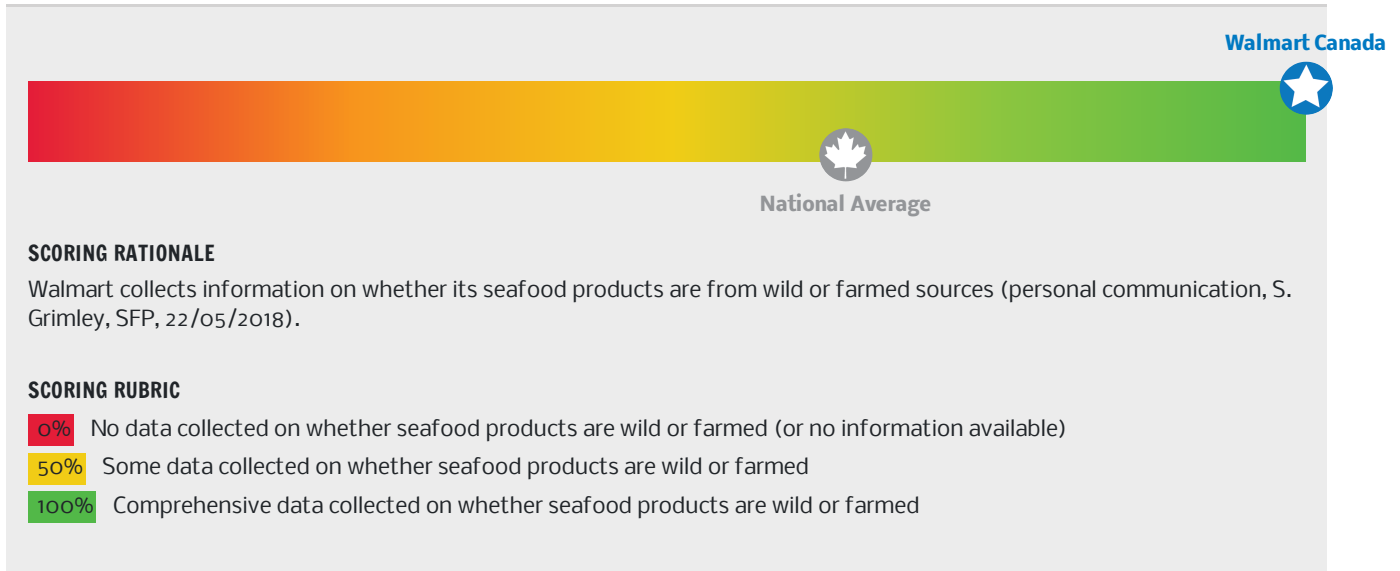 Walmart Canada
National Average
SCORING RATIONALE
Walmart collects information on whether its seafood products are from wild or farmed sources (personal communication, S.
Grimley, SFP, 22/05/2018).
SCORING RUBRIC
0% No data collected on whether seafood products are wild or farmed (or no information available)
50% Some data collected on whether seafood products are wild or farmed
100% Comprehensive data collected on whether seafood products are wild or farmed